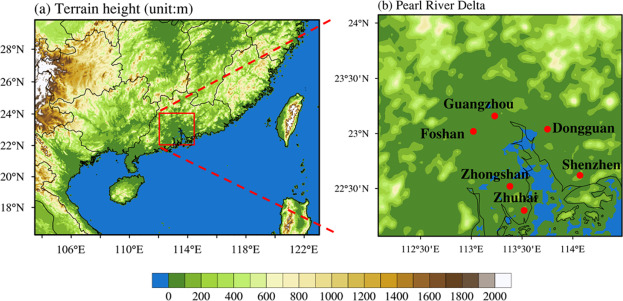 (a) Terrain height (unit:m)
28°N
26°N
24°N
22°N
20°N
18°N
106°E 110°E 114°E 118°E 122°E
(b) Pearl River Delta
24°N
23°30'N
23°N
22°30'N
Guangzhou
Foshan
Dongguan
Shenzhen
Zhongshan
Zhuhai
112°30'E 113°E 113°30'E 114°E
0 200 400 600 800 1000 1200 1400 1600 1800 2000